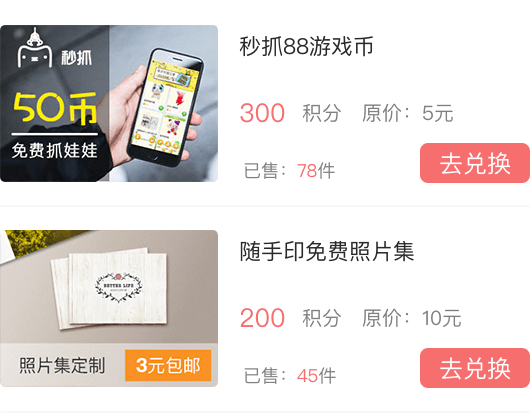 秒抓
50币
免费抓娃娃
秒抓88游戏币
300 积分 原价：5元
已售：78件
去兑换
BETTER LIFE
照片集定制
3元包邮
随手印免费照片集
200 积分 原价：10元
已售：45件
去兑换